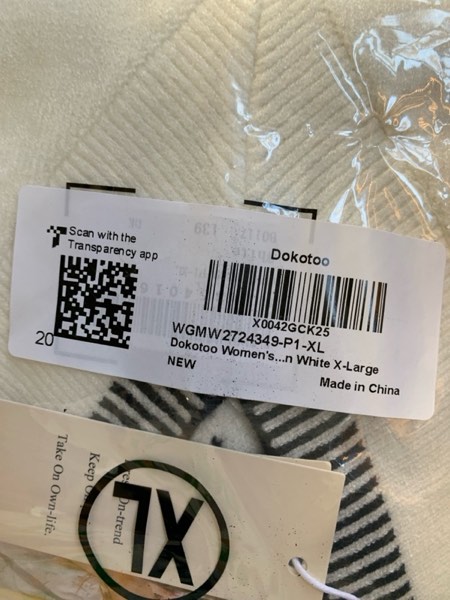 Scan with the
Transparency app
Dokotoo
X0042GCK25
20
WGMW2724349-P1-XL
Dokotoo Women's...n White X-Large
NEW
Made in China
On-trend
Keep
Take On Own-life.
XL